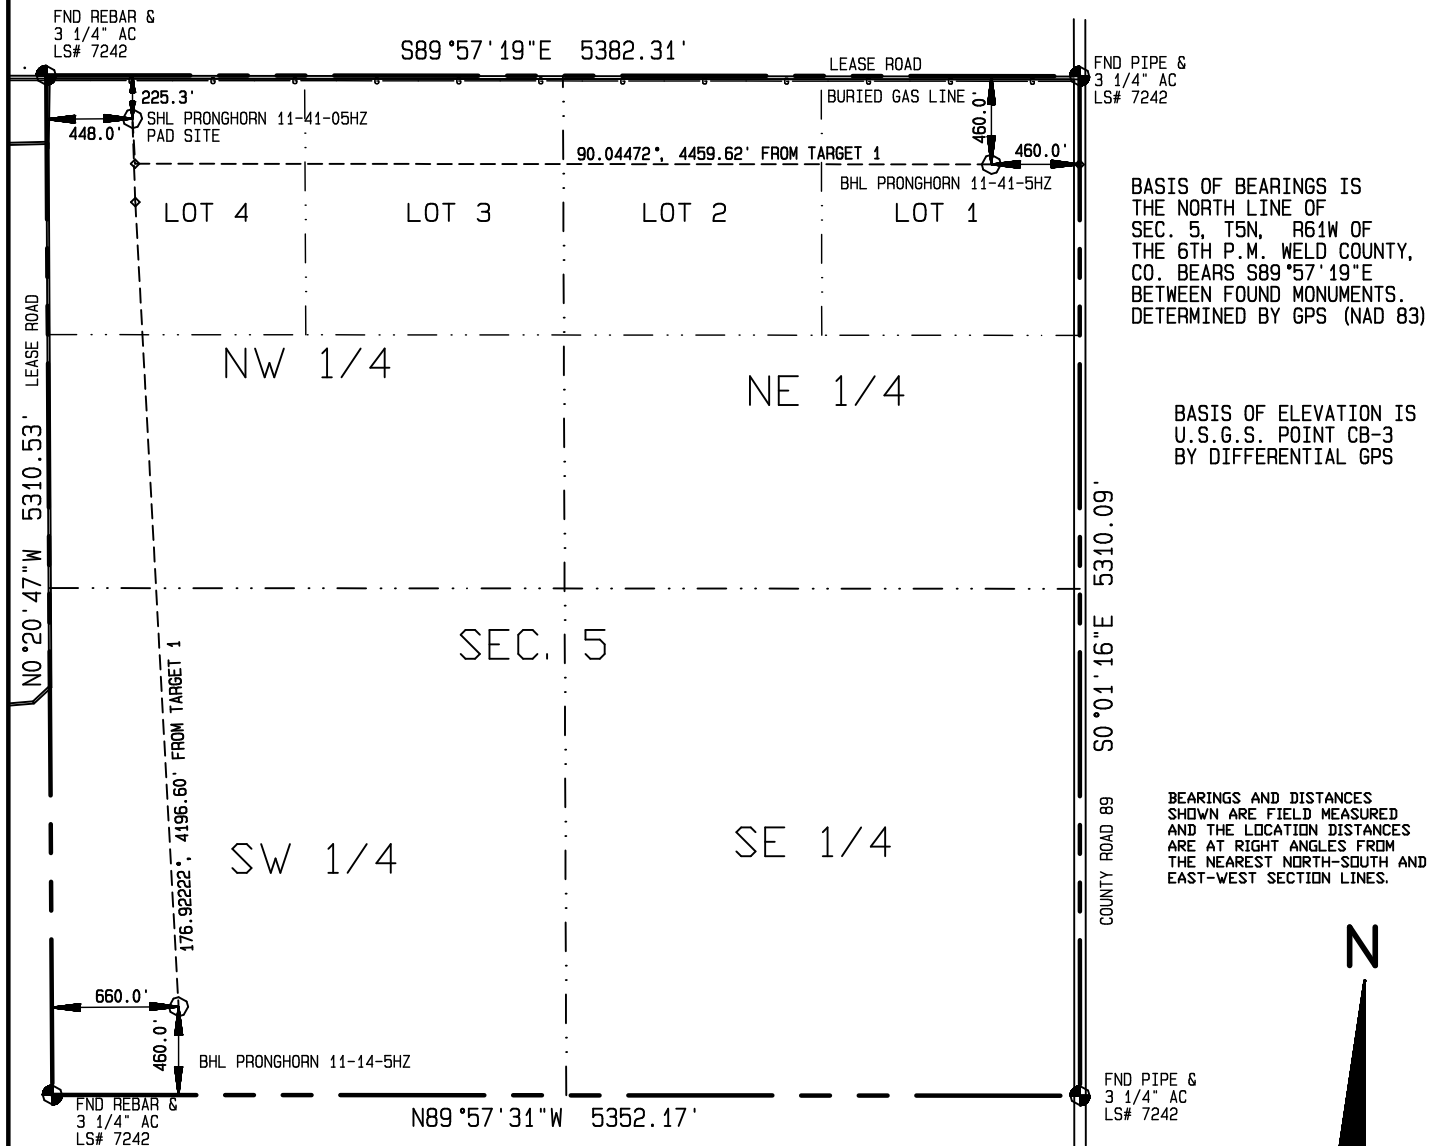 FND REBAR &
3 1/4" AC
LS# 7242
S89°57'19"E 5382.31'
LEASE ROAD
FND PIPE &
3 1/4" AC
LS# 7242
225.3'
448.0'
SHL PRONGHORN 11-41-05HZ
PAD SITE
BURIED GAS LINE
460.0'
460.0'
90.04472°, 4459.62' FROM TARGET 1
BHL PRONGHORN 11-41-5HZ
LOT 4
LOT 3
LOT 2
LOT 1
BASIS OF BEARINGS IS
THE NORTH LINE OF
SEC. 5, T5N, R61W OF
THE 6TH P.M. WELD COUNTY,
CO. BEARS S89°57'19"E
BETWEEN FOUND MONUMENTS.
DETERMINED BY GPS (NAD 83)
LEASE ROAD
NW 1/4
NE 1/4
BASIS OF ELEVATION IS
U.S.G.S. POINT CB-3
BY DIFFERENTIAL GPS
N0°20'47"W 5310.53'
S0°01'16"E 5310.09'
SEC. 5
176.92222°, 4196.60' FROM TARGET 1
SW 1/4
SE 1/4
COUNTY ROAD 89
BEARINGS AND DISTANCES
SHOWN ARE FIELD MEASURED
AND THE LOCATION DISTANCES
ARE AT RIGHT ANGLES FROM
THE NEAREST NORTH-SOUTH AND
EAST-WEST SECTION LINES.
N
660.0'
460.0'
BHL PRONGHORN 11-14-5HZ
FND REBAR &
3 1/4" AC
LS# 7242
N89°57'31"W 5352.17'
FND PIPE &
3 1/4" AC
LS# 7242